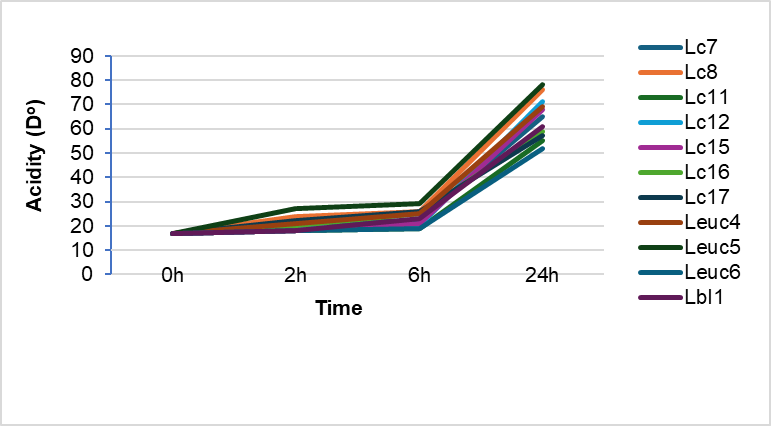 90
80
70
60
50
40
30
20
10
0
Acidity (Dº)
0h 2h 6h 24h
Time
Lc7
Lc8
Lc11
Lc12
Lc15
Lc16
Lc17
Leuc4
Leuc5
Leuc6
Lbl1